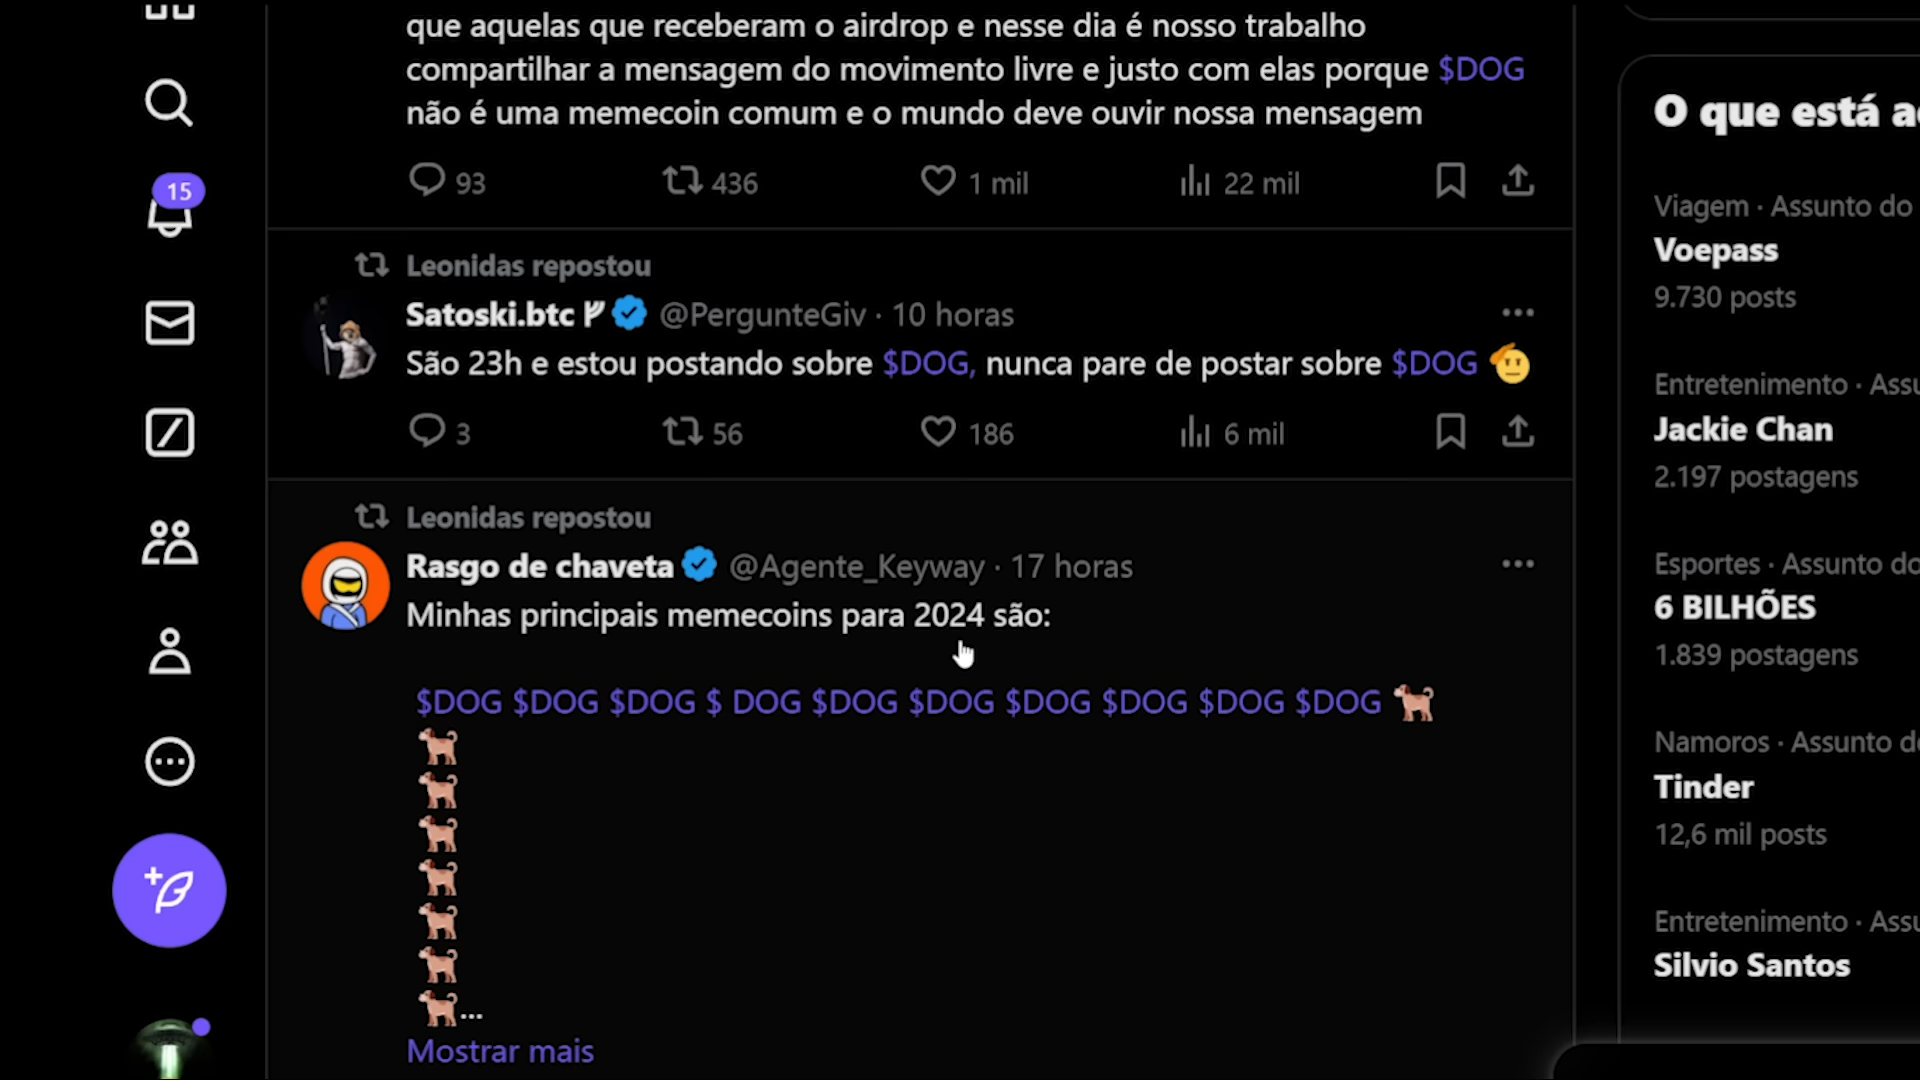 que aquelas que receberam o airdrop e nesse dia é nosso trabalho
compartilhar a mensagem do movimento livre e justo com elas porque $DOG
não é uma memecoin comum e o mundo deve ouvir nossa mensagem
93 436 1 mil 22 mil
Leonidas repostou
Satoski.btc @PergunteGiv · 10 horas
São 23h e estou postando sobre $DOG, nunca pare de postar sobre $DOG
3 56 186 6 mil
Leonidas repostou
Rasgo de chaveta @Agente_Keyway · 17 horas
Minhas principais memecoins para 2024 são:
$DOG $DOG $DOG $ DOG $DOG $DOG $DOG $DOG $DOG $DOG
...
Mostrar mais
15
O que está
Viagem · Assunto do
Voepass
9.730 posts
Entretenimento ·
Jackie Chan
2.197 postagens
Esportes · Assunto do
6 BILHÕES
1.839 postagens
Namoros · Assunto
Tinder
12,6 mil posts
Entretenimento ·
Silvio Santos